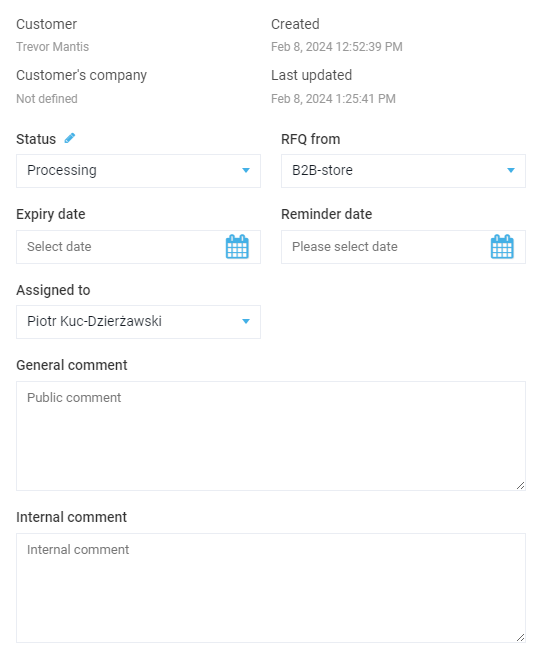 Customer
Created
Trevor Mantis
Feb 8, 2024 12:52:39 PM
Customer's company
Last updated
Not defined
Feb 8, 2024 1:25:41 PM
Status
RFQ from
Processing
B2B-store
Expiry date
Reminder date
Select date
Please select date
Assigned to
Piotr Kuc-Dzierżawski
General comment
Public comment
Internal comment
Internal comment